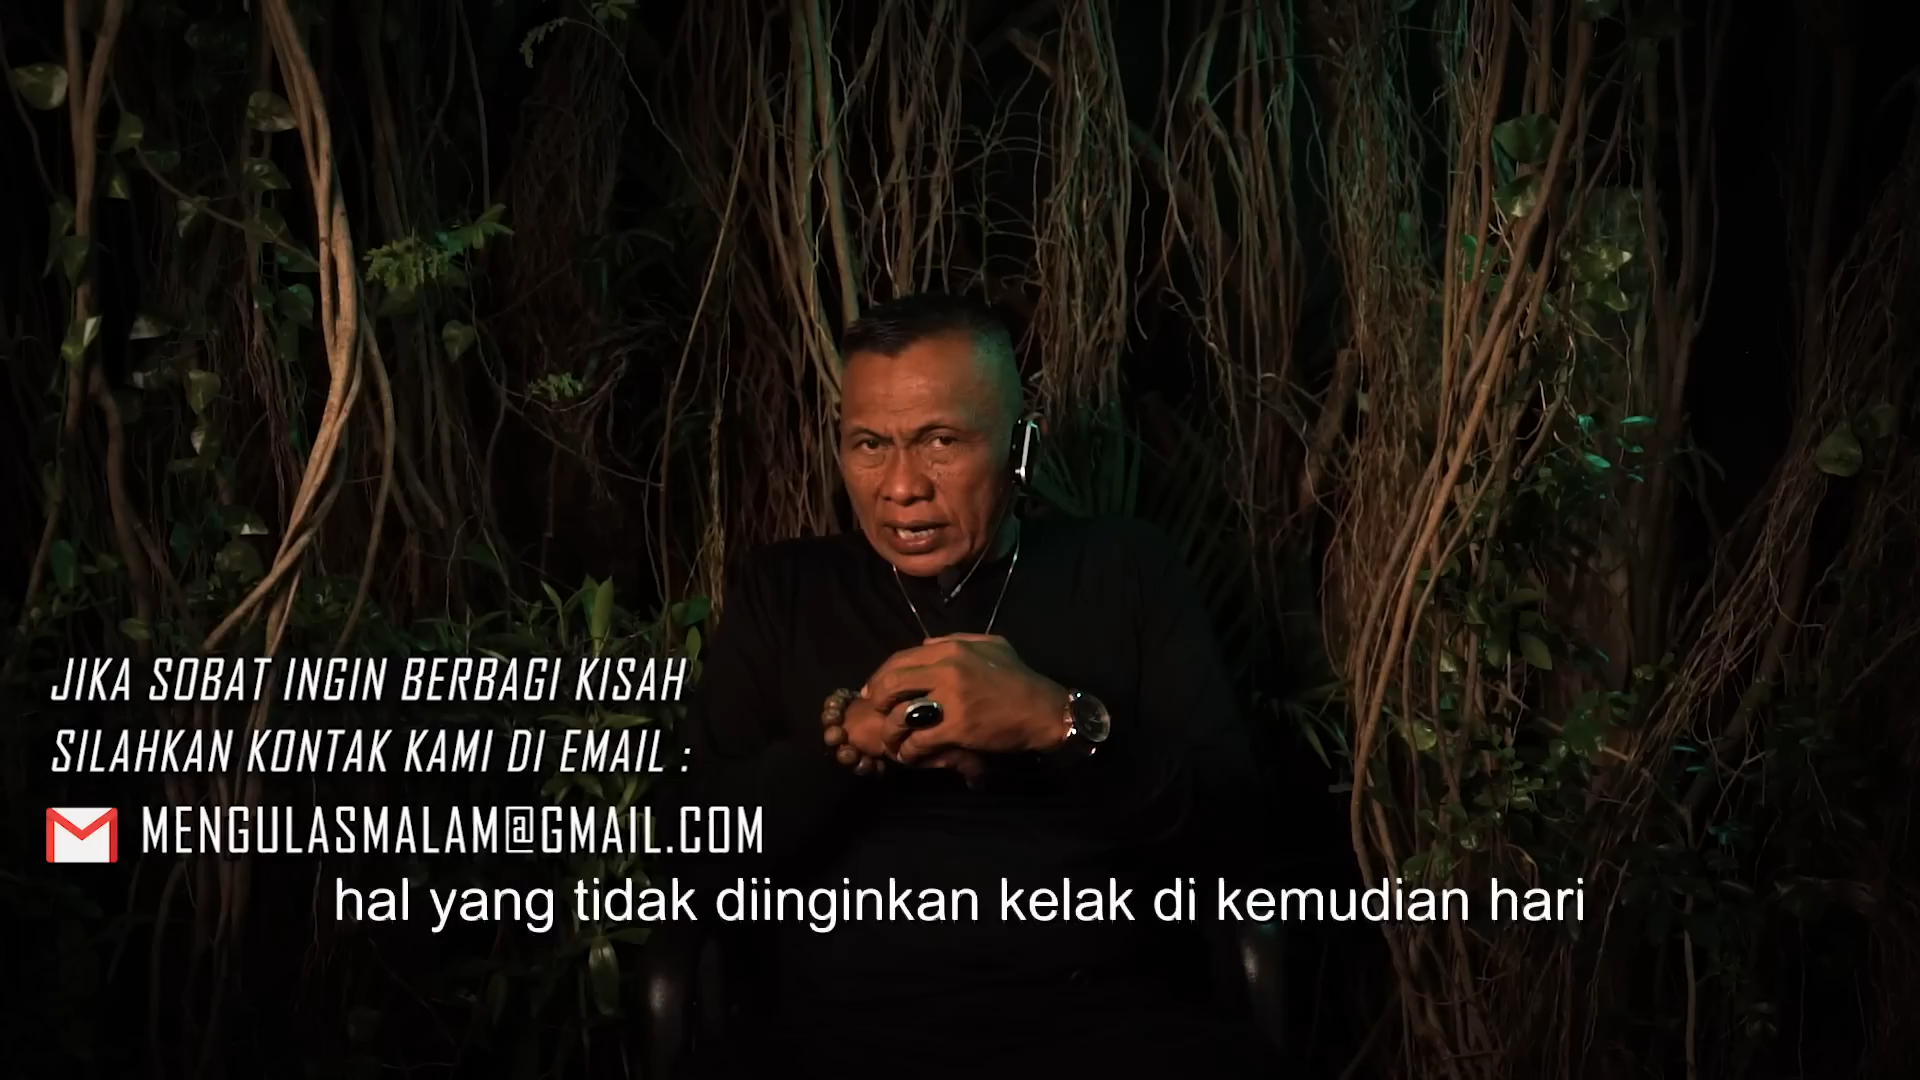 JIKA SOBAT INGIN BERBAGI KISAH
SILAHKAN KONTAK KAMI DI EMAIL :
MENGULASMALAM@GMAIL.COM
hal yang tidak diinginkan kelak di kemudian hari